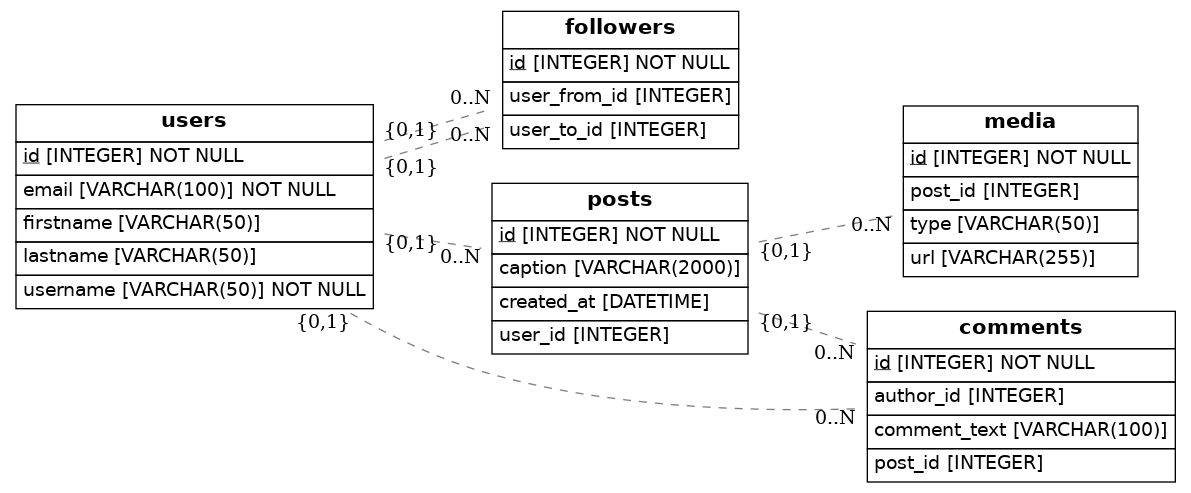 followers
id [INTEGER] NOT NULL
user_from_id [INTEGER]
user_to_id [INTEGER]
0..N
{0,1}
0..N
{0,1}
users
id [INTEGER] NOT NULL
email [VARCHAR(100)] NOT NULL
firstname [VARCHAR(50)]
lastname [VARCHAR(50)]
username [VARCHAR(50)] NOT NULL
{0,1}
0..N
{0,1}
posts
id [INTEGER] NOT NULL
caption [VARCHAR(2000)]
created_at [DATETIME]
user_id [INTEGER]
0..N
{0,1}
media
id [INTEGER] NOT NULL
post_id [INTEGER]
type [VARCHAR(50)]
url [VARCHAR(255)]
{0,1}
0..N
0..N
comments
id [INTEGER] NOT NULL
author_id [INTEGER]
comment_text [VARCHAR(100)]
post_id [INTEGER]